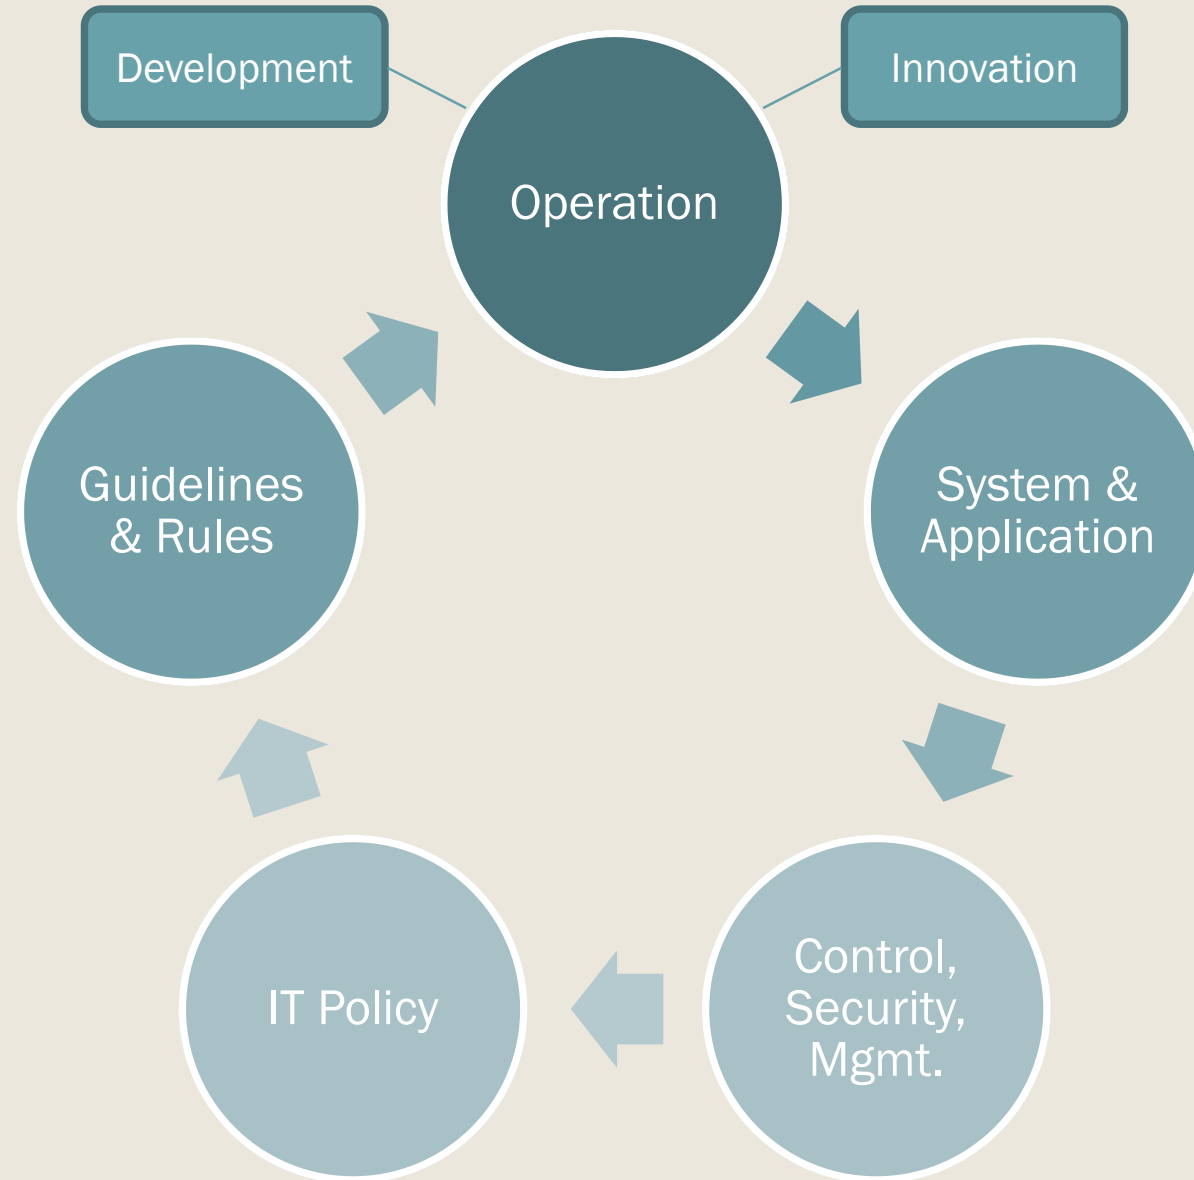 Development
Innovation
Operation
Guidelines
& Rules
System &
Application
IT Policy
Control,
Security,
Mgmt.